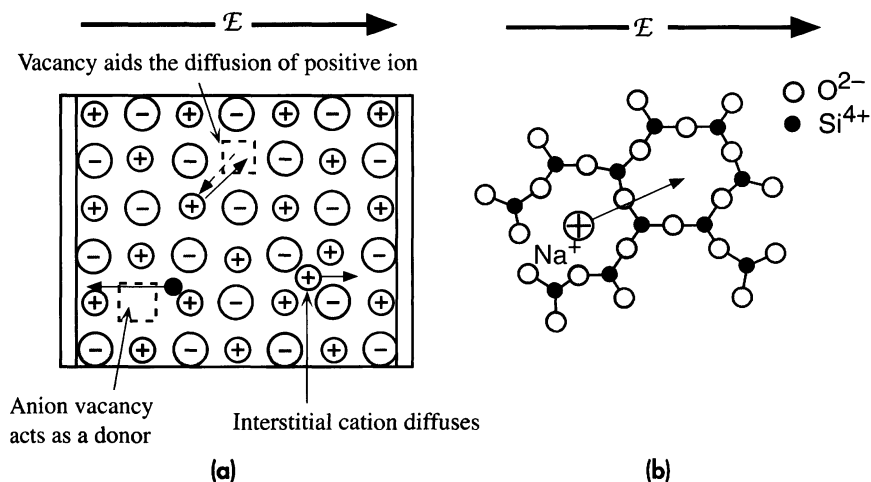 ℰ
ℰ
Vacancy aids the diffusion of positive ion
O²⁻
Si⁴⁺
+ − + − + − +
− + − − + −
+ − + − + − +
− + − + − + −
+ + − + −
− + − + − + −
+
Na⁺
Anion vacancy
acts as a donor
Interstitial cation diffuses
(a)
(b)